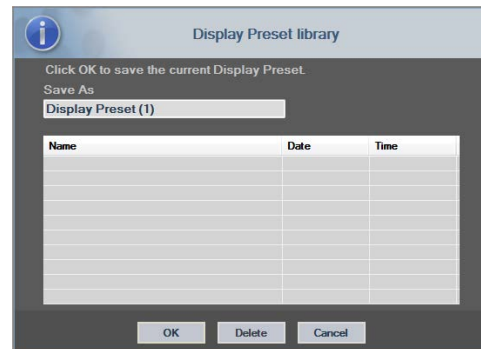 Display Preset library
Click OK to save the current Display Preset.
Save As
Display Preset (1)
Name Date Time
OK Delete Cancel